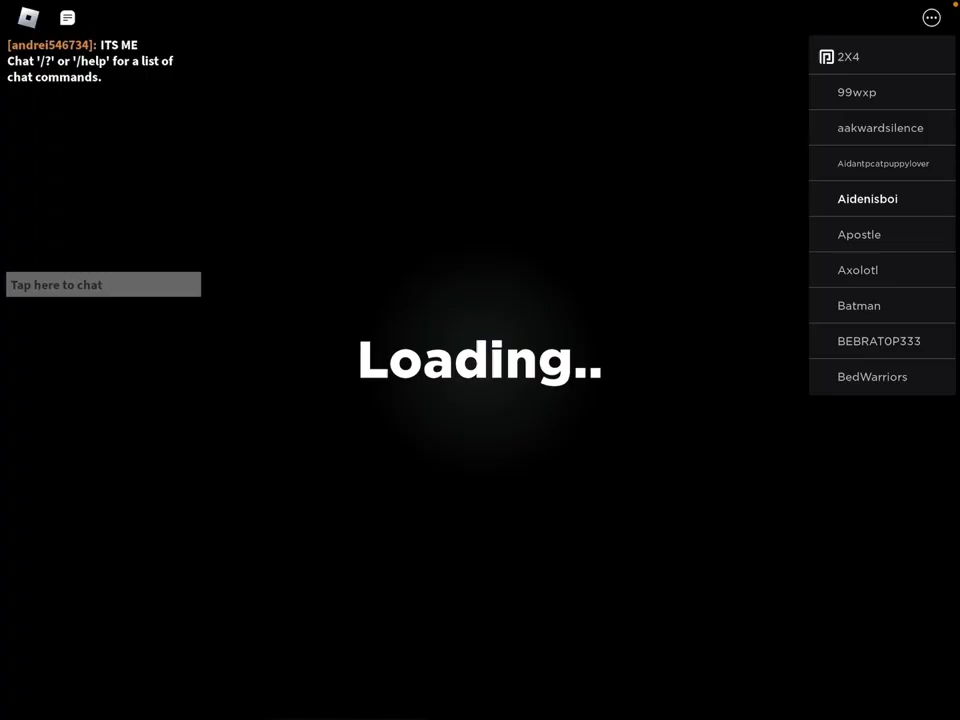 [andrei546734]: ITS ME
Chat '/?' or '/help' for a list of
chat commands.
Tap here to chat
Loading..
2X4
99wxp
aakwardsilence
Aidantpcatpuppylover
Aidenisboi
Apostle
Axolotl
Batman
BEBRAT0P333
BedWarriors